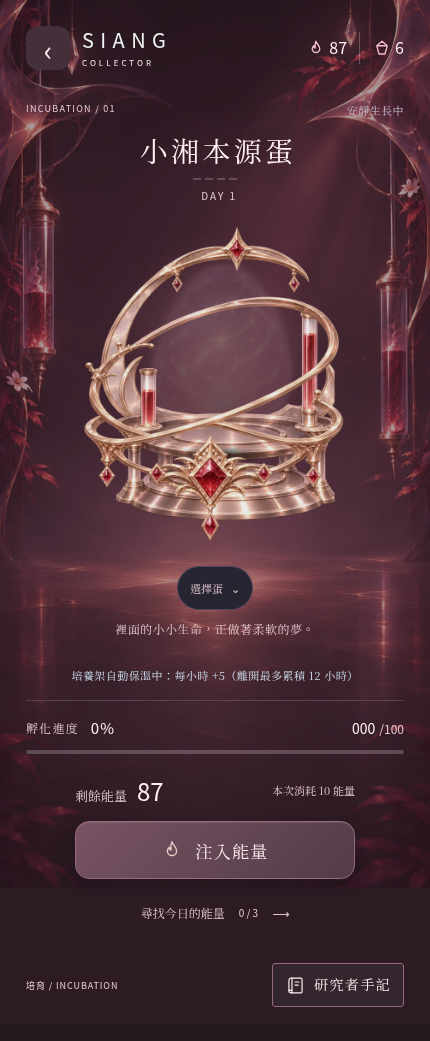 ‹ SIANG
COLLECTOR
87 6
INCUBATION / 01 安靜生長中
小湘本源蛋
DAY 1
選擇蛋 ⌄
裡面的小小生命，正做著柔軟的夢。
培養架自動保溫中：每小時 +5（離開最多累積 12 小時）
孵化進度 0% 000 /100
剩餘能量 87 本次消耗 10 能量
注入能量
尋找今日的能量 0/3 →
培育 / INCUBATION 研究者手記